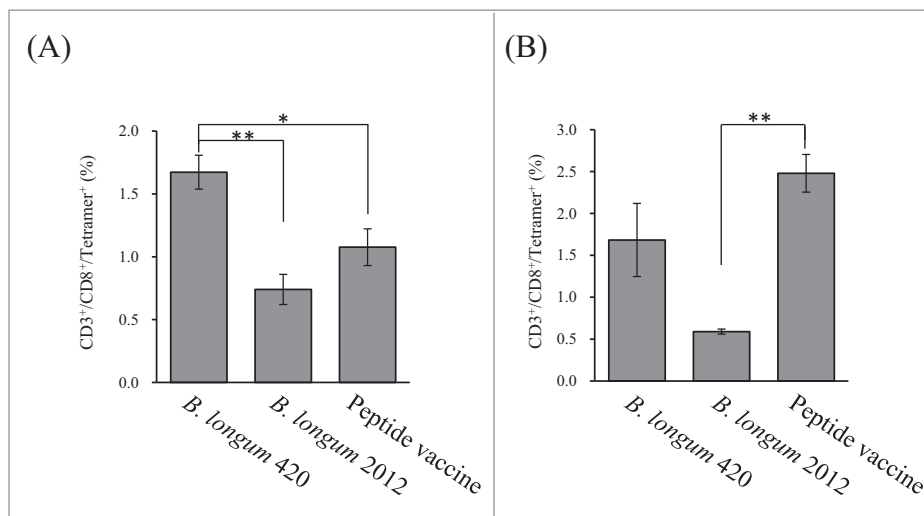 (A)
CD3⁺/CD8⁺/Tetramer⁺ (%)
2.0
1.5
1.0
0.5
0.0
*
**
B. longum 420
B. longum 2012
Peptide vaccine
(B)
CD3⁺/CD8⁺/Tetramer⁺ (%)
3.0
2.5
2.0
1.5
1.0
0.5
0.0
**
B. longum 420
B. longum 2012
Peptide vaccine